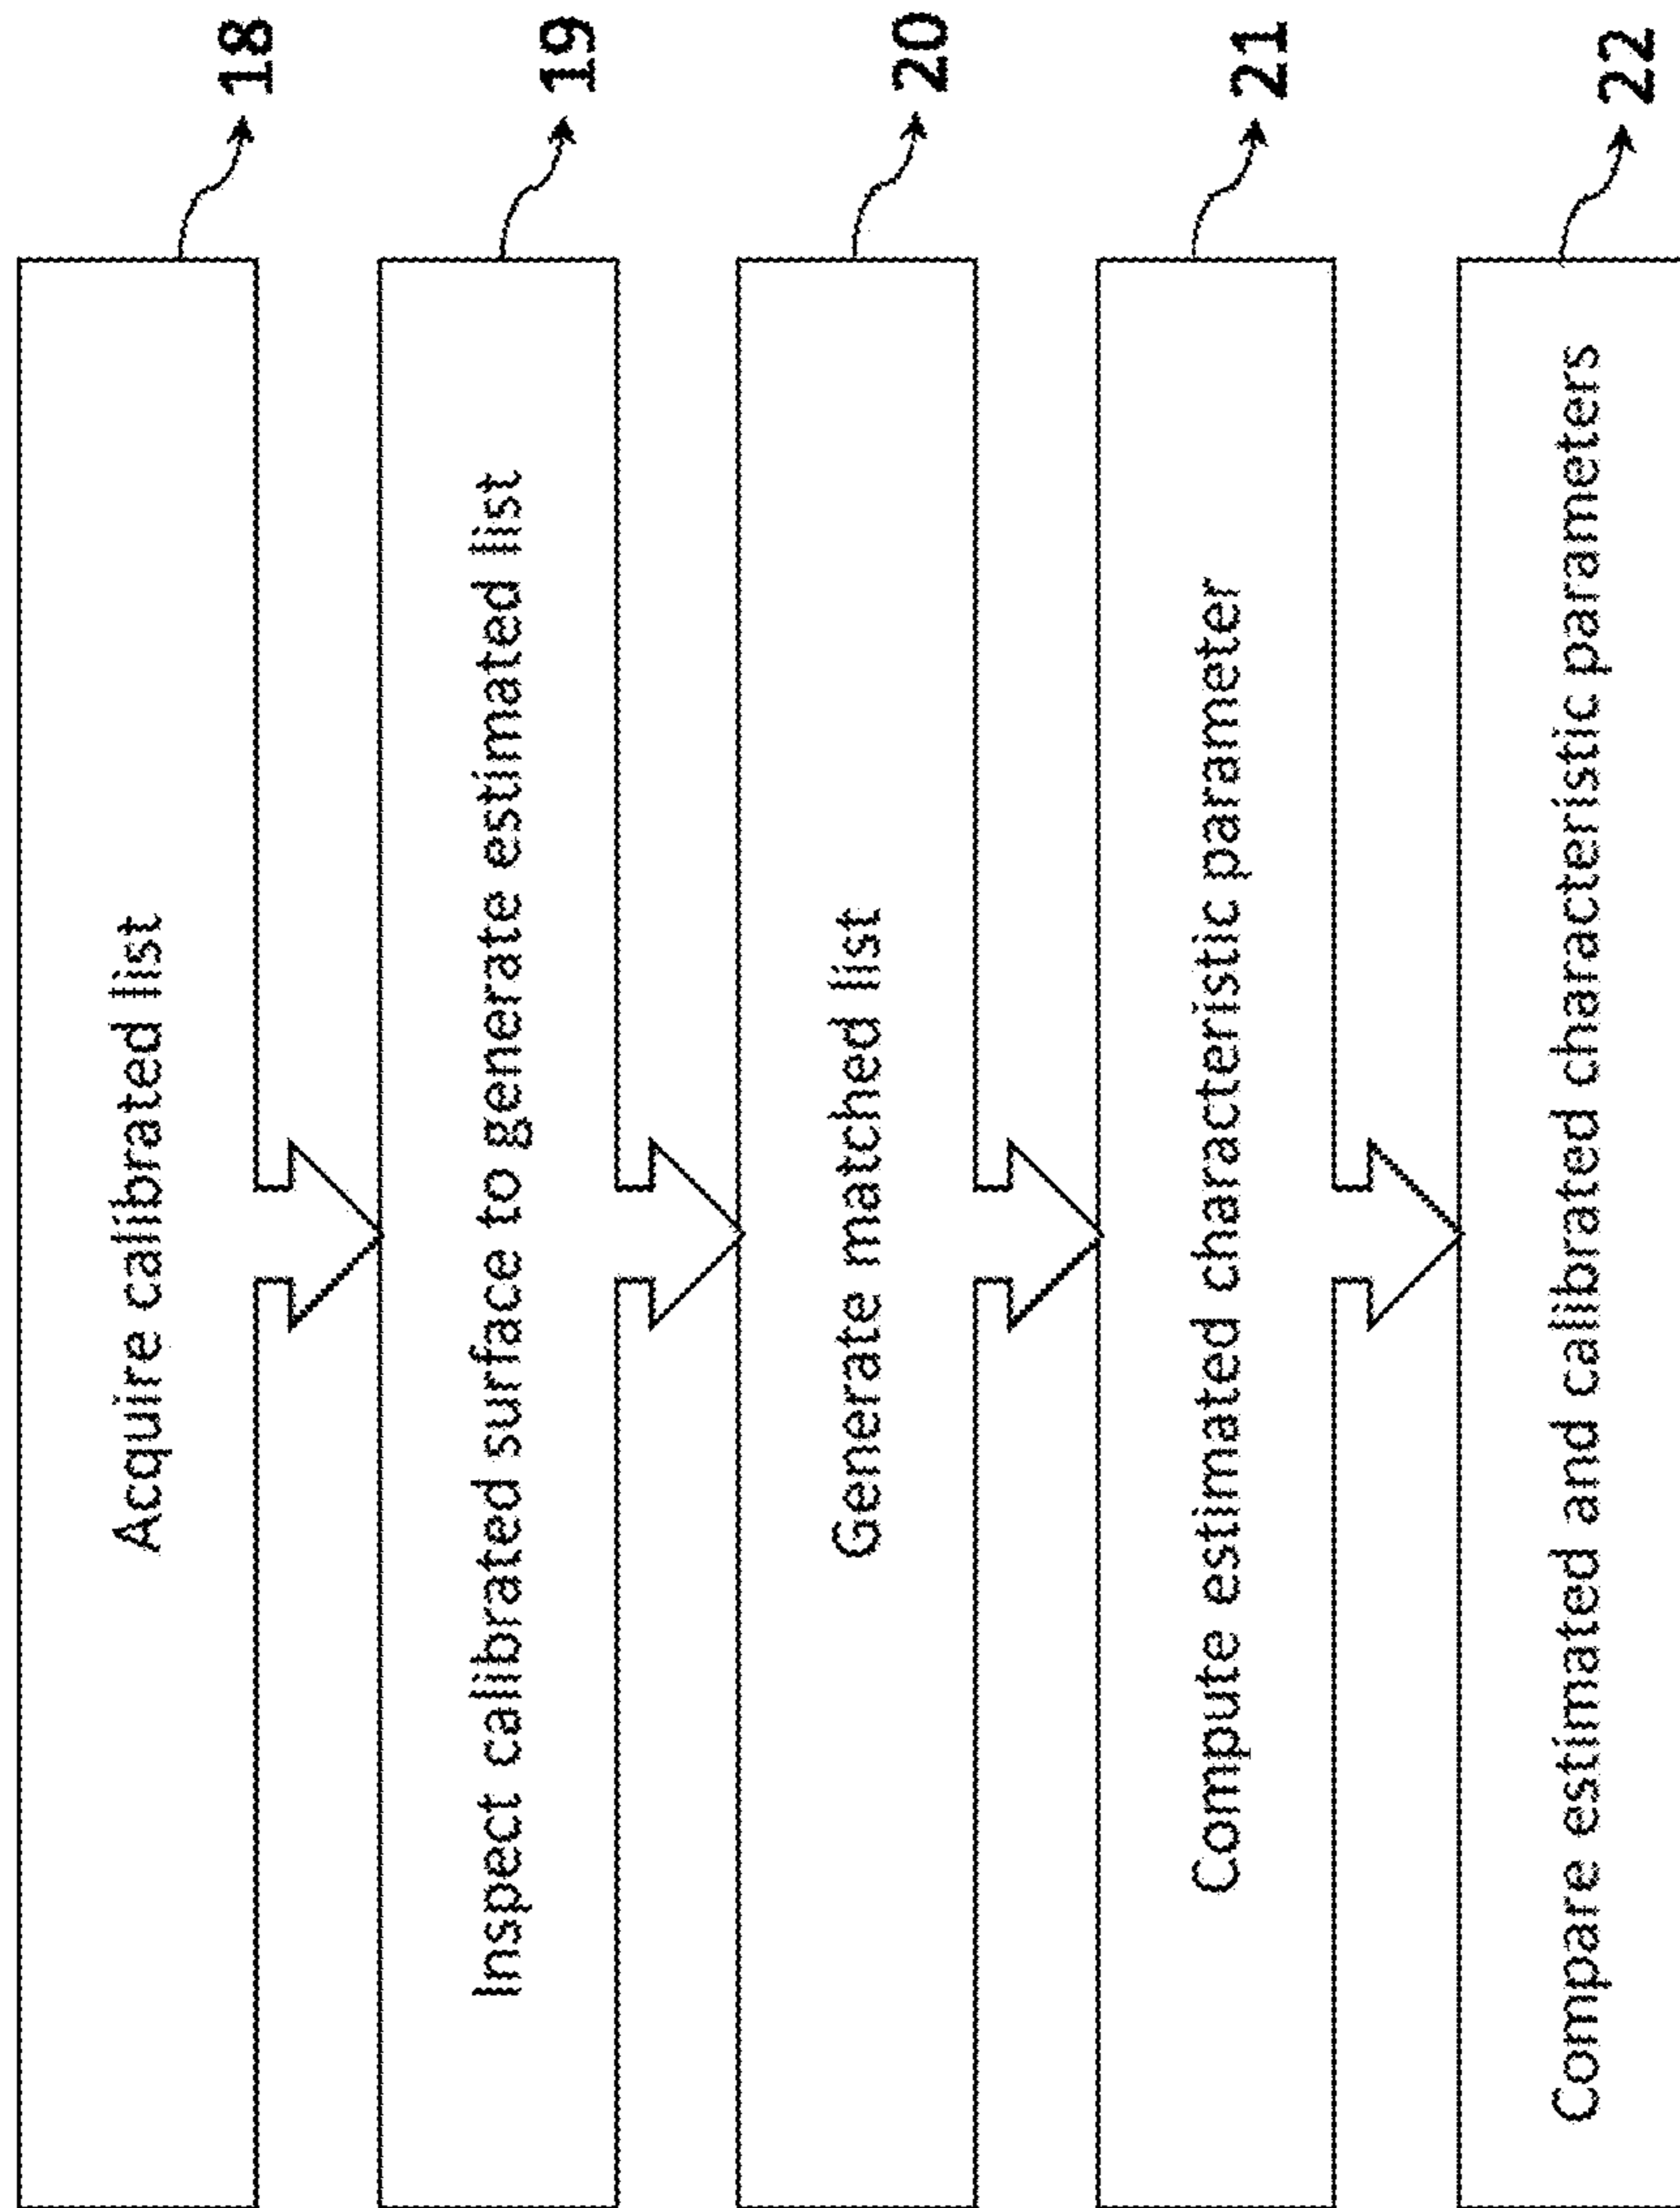 Acquire calibrated list
18
Inspect calibrated surface to generate estimated list
19
Generate matched list
20
Compute estimated characteristic parameter
21
Compare estimated and calibrated characteristic parameters
22